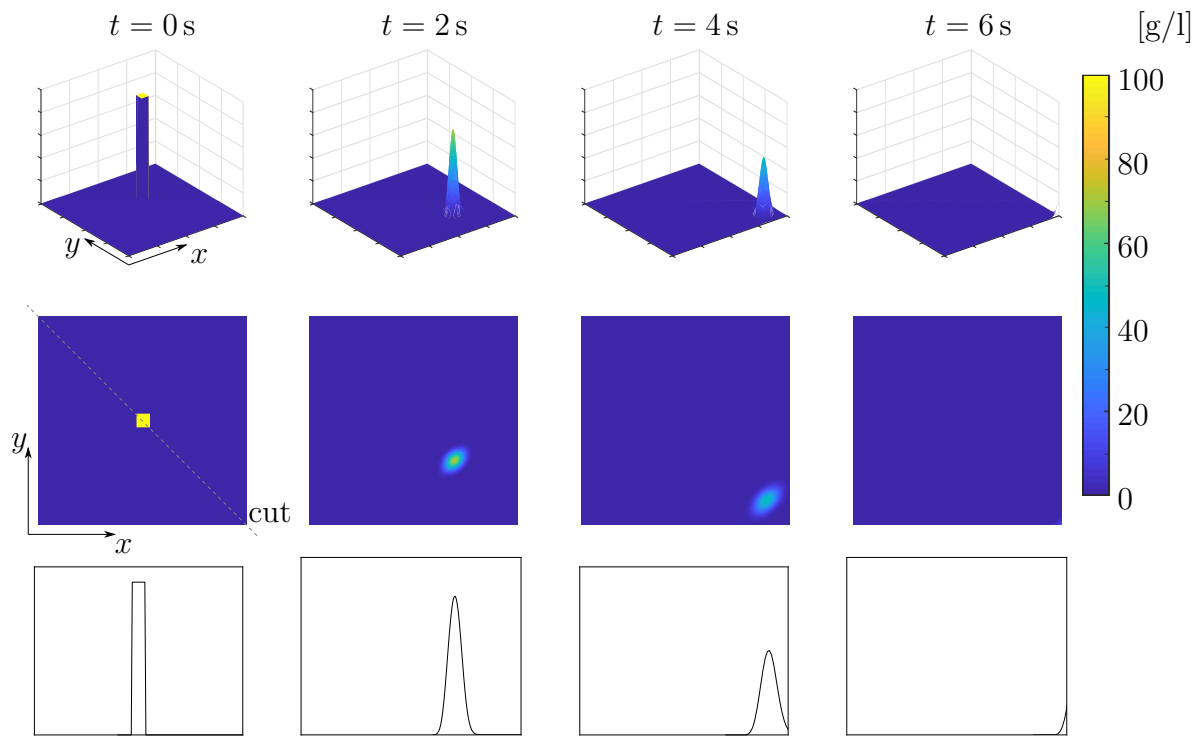 t = 0 s
t = 2 s
t = 4 s
t = 6 s
[g/l]
100
80
60
40
20
0
y
x
y
x
cut